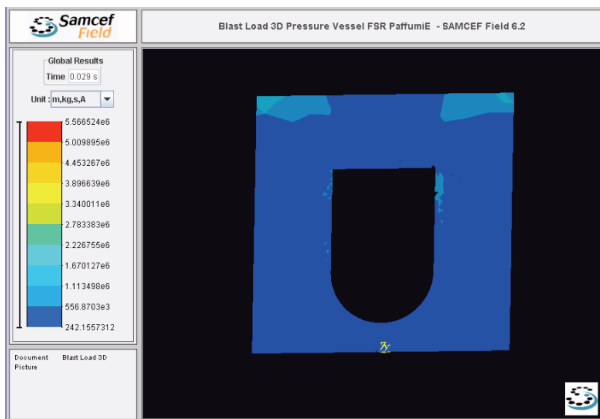 Samcef
Field
Blast Load 3D Pressure Vessel FSR PaffumiE - SAMCEF Field 6.2
Global Results
Time 0.029 s
Unit : m,kg,s,A
5.566524e6
5.009895e6
4.453267e6
3.896639e6
3.340011e6
2.783383e6
2.226755e6
1.670127e6
1.113498e6
556.8703e3
242.1557312
Document Blast Load 3D
Picture